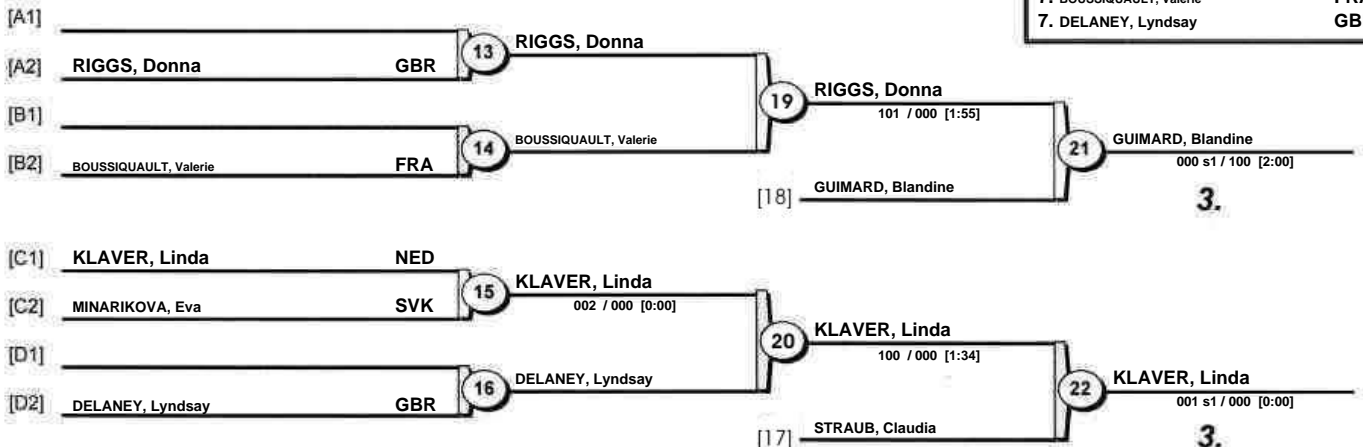 7. BOUSSIQUAULT, Valerie
7. DELANEY, Lyndsay GB
[A1]
[A2] RIGGS, Donna GBR
13 RIGGS, Donna
[B1]
[B2] BOUSSIQUAULT, Valerie FRA
14 BOUSSIQUAULT, Valerie
19 RIGGS, Donna
101 / 000 [1:55]
[18] GUIMARD, Blandine
21 GUIMARD, Blandine
000 s1 / 100 [2:00]
3.
[C1] KLAVER, Linda NED
[C2] MINARIKOVA, Eva SVK
15 KLAVER, Linda
002 / 000 [0:00]
[D1]
[D2] DELANEY, Lyndsay GBR
16 DELANEY, Lyndsay
20 KLAVER, Linda
100 / 000 [1:34]
[17] STRAUB, Claudia
22 KLAVER, Linda
001 s1 / 000 [0:00]
3.